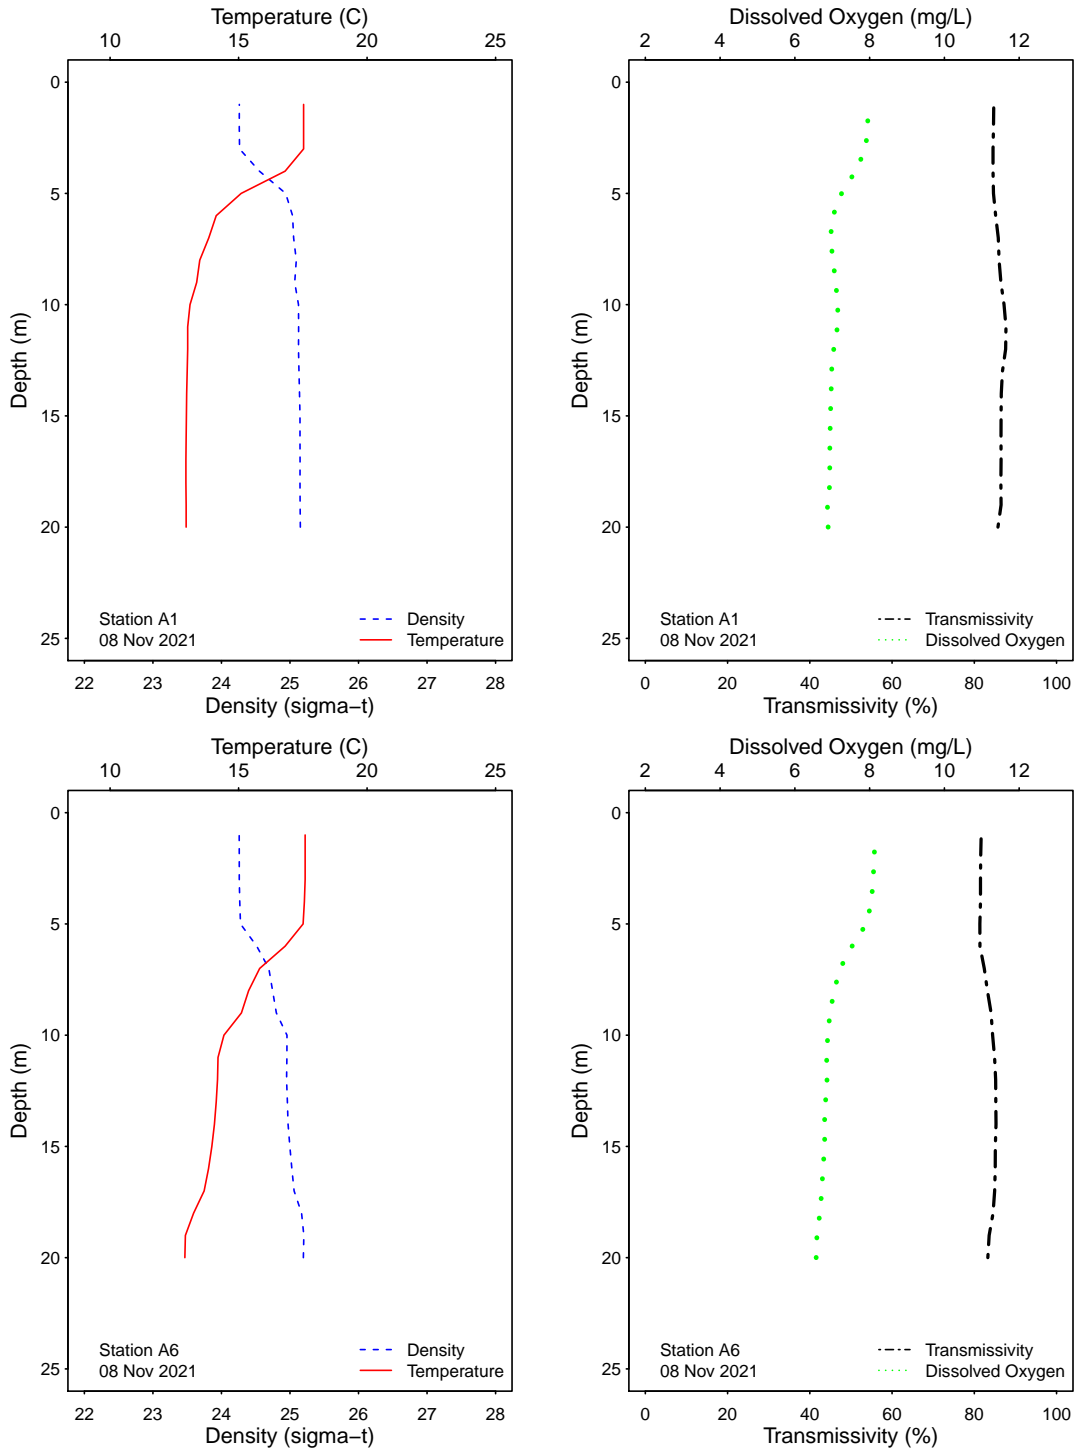 Temperature (C)
10 15 20 25
0
5
10
15
20
25
Depth (m)
Station A1
08 Nov 2021
Density
Temperature
22 23 24 25 26 27 28
Density (sigma−t)
Dissolved Oxygen (mg/L)
2 4 6 8 10 12
0
5
10
15
20
25
Depth (m)
Station A1
08 Nov 2021
Transmissivity
Dissolved Oxygen
0 20 40 60 80 100
Transmissivity (%)
Temperature (C)
10 15 20 25
0
5
10
15
20
25
Depth (m)
Station A6
08 Nov 2021
Density
Temperature
22 23 24 25 26 27 28
Density (sigma−t)
Dissolved Oxygen (mg/L)
2 4 6 8 10 12
0
5
10
15
20
25
Depth (m)
Station A6
08 Nov 2021
Transmissivity
Dissolved Oxygen
0 20 40 60 80 100
Transmissivity (%)